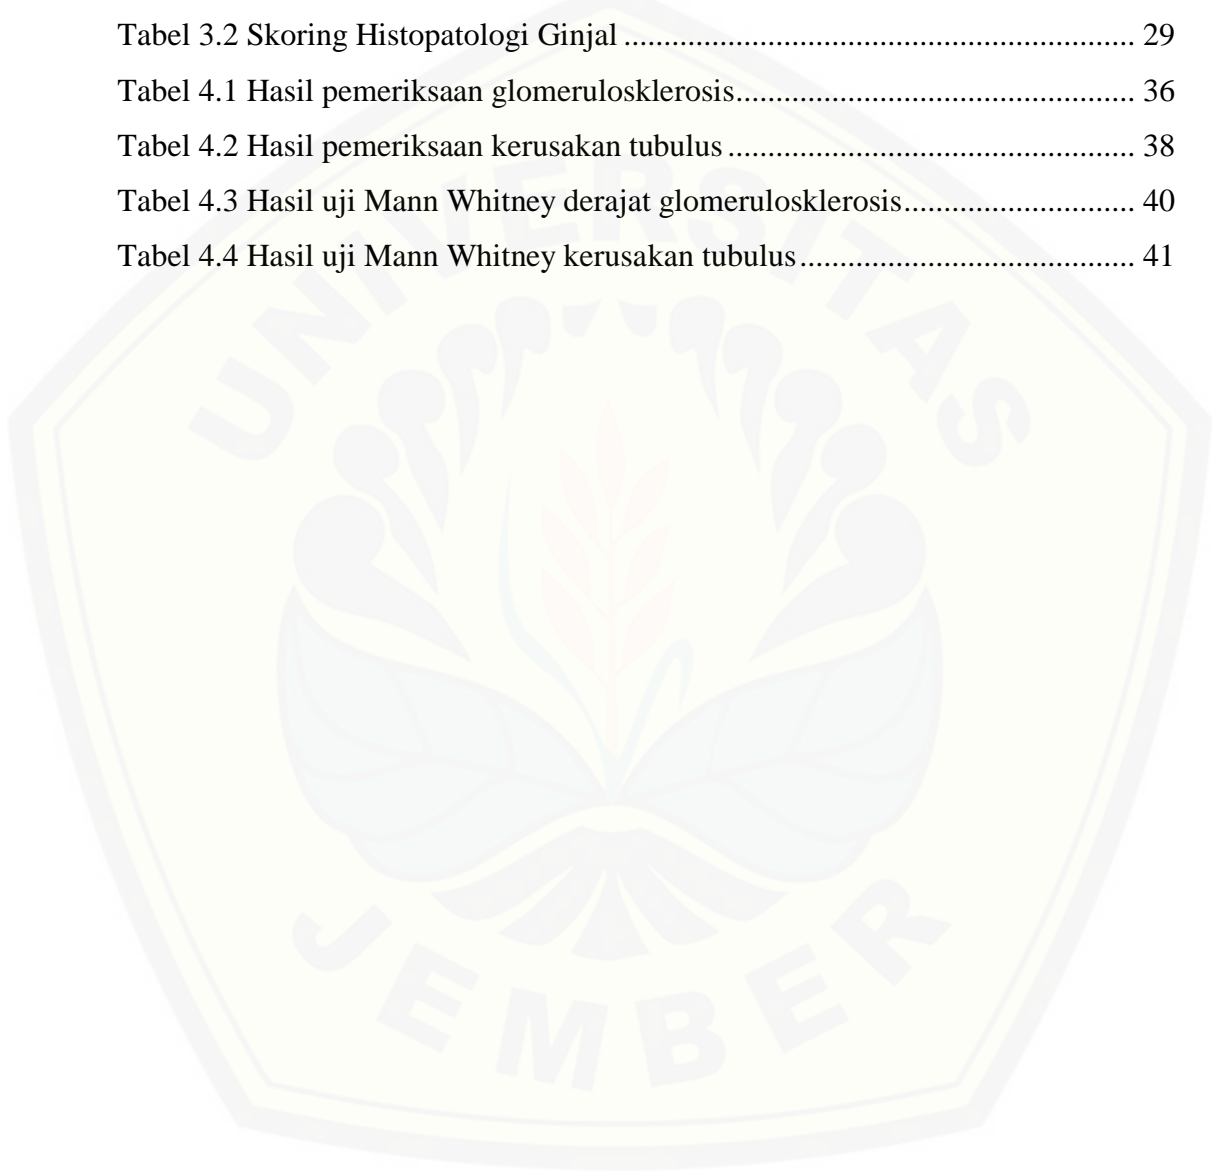 Tabel 3.2 Skoring Histopatologi Ginjal ................................................................ 29
Tabel 4.1 Hasil pemeriksaan glomerulosklerosis.................................................. 36
Tabel 4.2 Hasil pemeriksaan kerusakan tubulus ................................................... 38
Tabel 4.3 Hasil uji Mann Whitney derajat glomerulosklerosis............................. 40
Tabel 4.4 Hasil uji Mann Whitney kerusakan tubulus.......................................... 41
UNIVERSITAS
JEMBER